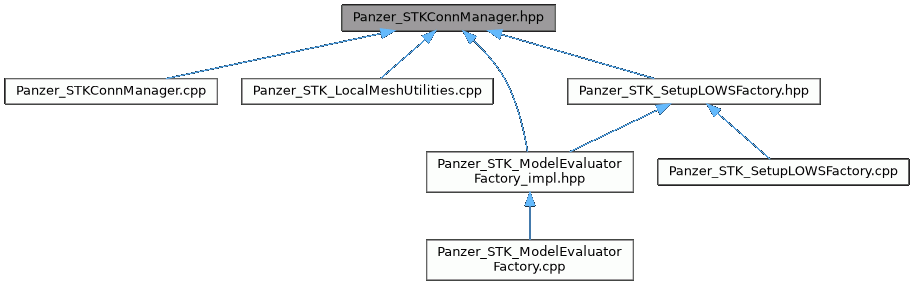 Panzer_STKConnManager.hpp
Panzer_STKConnManager.cpp
Panzer_STK_LocalMeshUtilities.cpp
Panzer_STK_SetupLOWSFactory.hpp
Panzer_STK_ModelEvaluator
Factory_impl.hpp
Panzer_STK_SetupLOWSFactory.cpp
Panzer_STK_ModelEvaluator
Factory.cpp